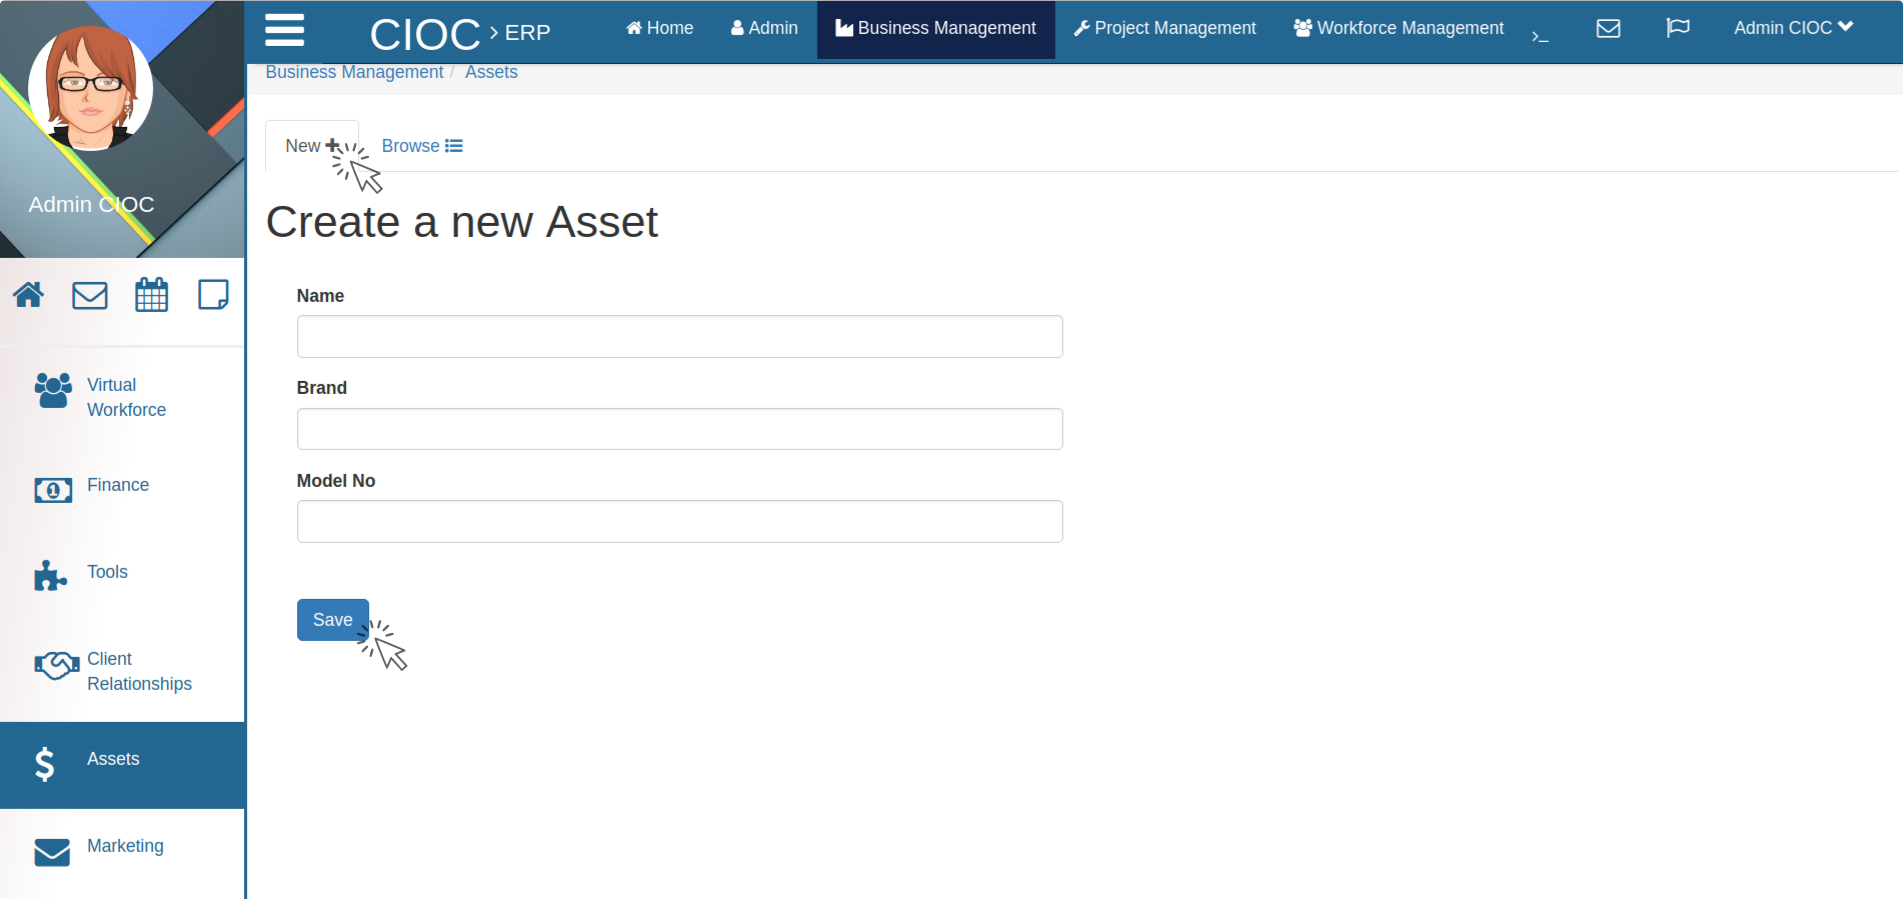 CIOC > ERP
Home
Admin
Business Management
Project Management
Workforce Management
>_
Admin CIOC
Business Management / Assets
New
Browse
Admin CIOC
Create a new Asset
Name
Brand
Model No
Save
Virtual
Workforce
1
Finance
Tools
Client
Relationships
$
Assets
Marketing